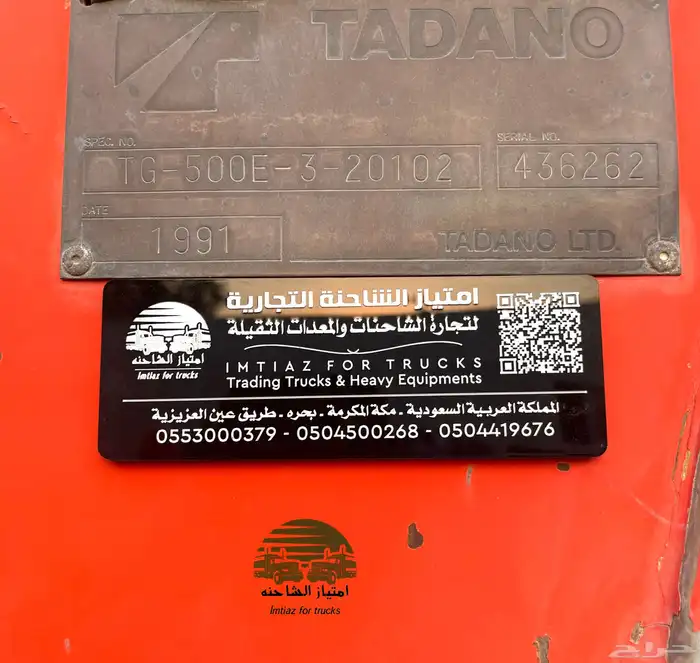 TADANO
SPEC. NO.
SERIAL NO.
TG-500E-3-20102
436262
DATE
1991
TADANO LTD.
امتياز الشاحنة التجارية
لتجارة الشاحنات والمعدات الثقيلة
IMTIAZ FOR TRUCKS
Trading Trucks & Heavy Equipments
امتياز الشاحنه
Imtiaz for trucks
المملكة العربية السعودية - مكة المكرمة - بحره - طريق عين العزيزية
0553000379 - 0504500268 - 0504419676
امتياز الشاحنه
Imtiaz for trucks
حراج